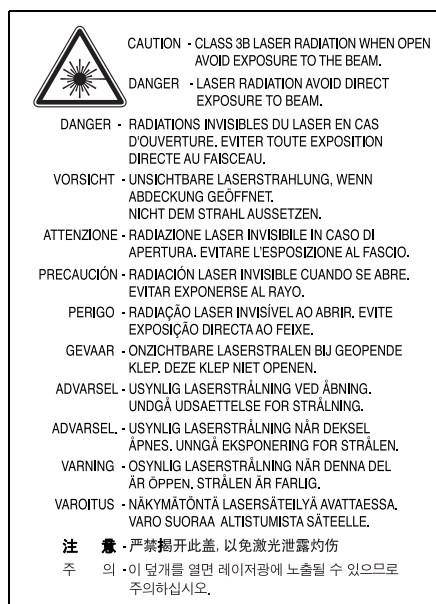 CAUTION - CLASS 3B LASER RADIATION WHEN OPEN
AVOID EXPOSURE TO THE BEAM.
DANGER - LASER RADIATION AVOID DIRECT
EXPOSURE TO BEAM.
DANGER - RADIATIONS INVISIBLES DU LASER EN CAS
D'OUVERTURE. EVITER TOUTE EXPOSITION
DIRECTE AU FAISCEAU.
VORSICHT - UNSICHTBARE LASERSTRAHLUNG, WENN
ABDECKUNG GEÖFFNET.
NICHT DEM STRAHL AUSSETZEN.
ATTENZIONE - RADIAZIONE LASER INVISIBILE IN CASO DI
APERTURA. EVITARE L'ESPOSIZIONE AL FASCIO.
PRECAUCIÓN - RADIACIÓN LASER INVISIBLE CUANDO SE ABRE.
EVITAR EXPONERSE AL RAYO.
PERIGO - RADIAÇÃO LASER INVISÍVEL AO ABRIR. EVITE
EXPOSIÇÃO DIRECTA AO FEIXE.
GEVAAR - ONZICHTBARE LASERSTRALEN BIJ GEOPENDE
KLEP. DEZE KLEP NIET OPENEN.
ADVARSEL - USYNLIG LASERSTRÅLNING VED ÅBNING.
UNDGÅ UDSAETTELSE FOR STRÅLNING.
ADVARSEL. - USYNLIG LASERSTRÅLNING NÅR DEKSEL
ÅPNES. UNNGÅ EKSPONERING FOR STRÅLEN.
VARNING - OSYNLIG LASERSTRÅLNING NÄR DENNA DEL
ÄR ÖPPEN. STRÅLEN ÄR FARLIG.
VAROITUS - NÄKYMÄTÖNTÄ LASERSÄTEILYÄ AVATTAESSA.
VARO SUORAA ALTISTUMISTA SÄTEELLE.
注 意 - 严禁揭开此盖, 以免激光泄露灼伤
주 의 - 이 덮개를 열면 레이저광에 노출될 수 있으므로
주의하십시오.